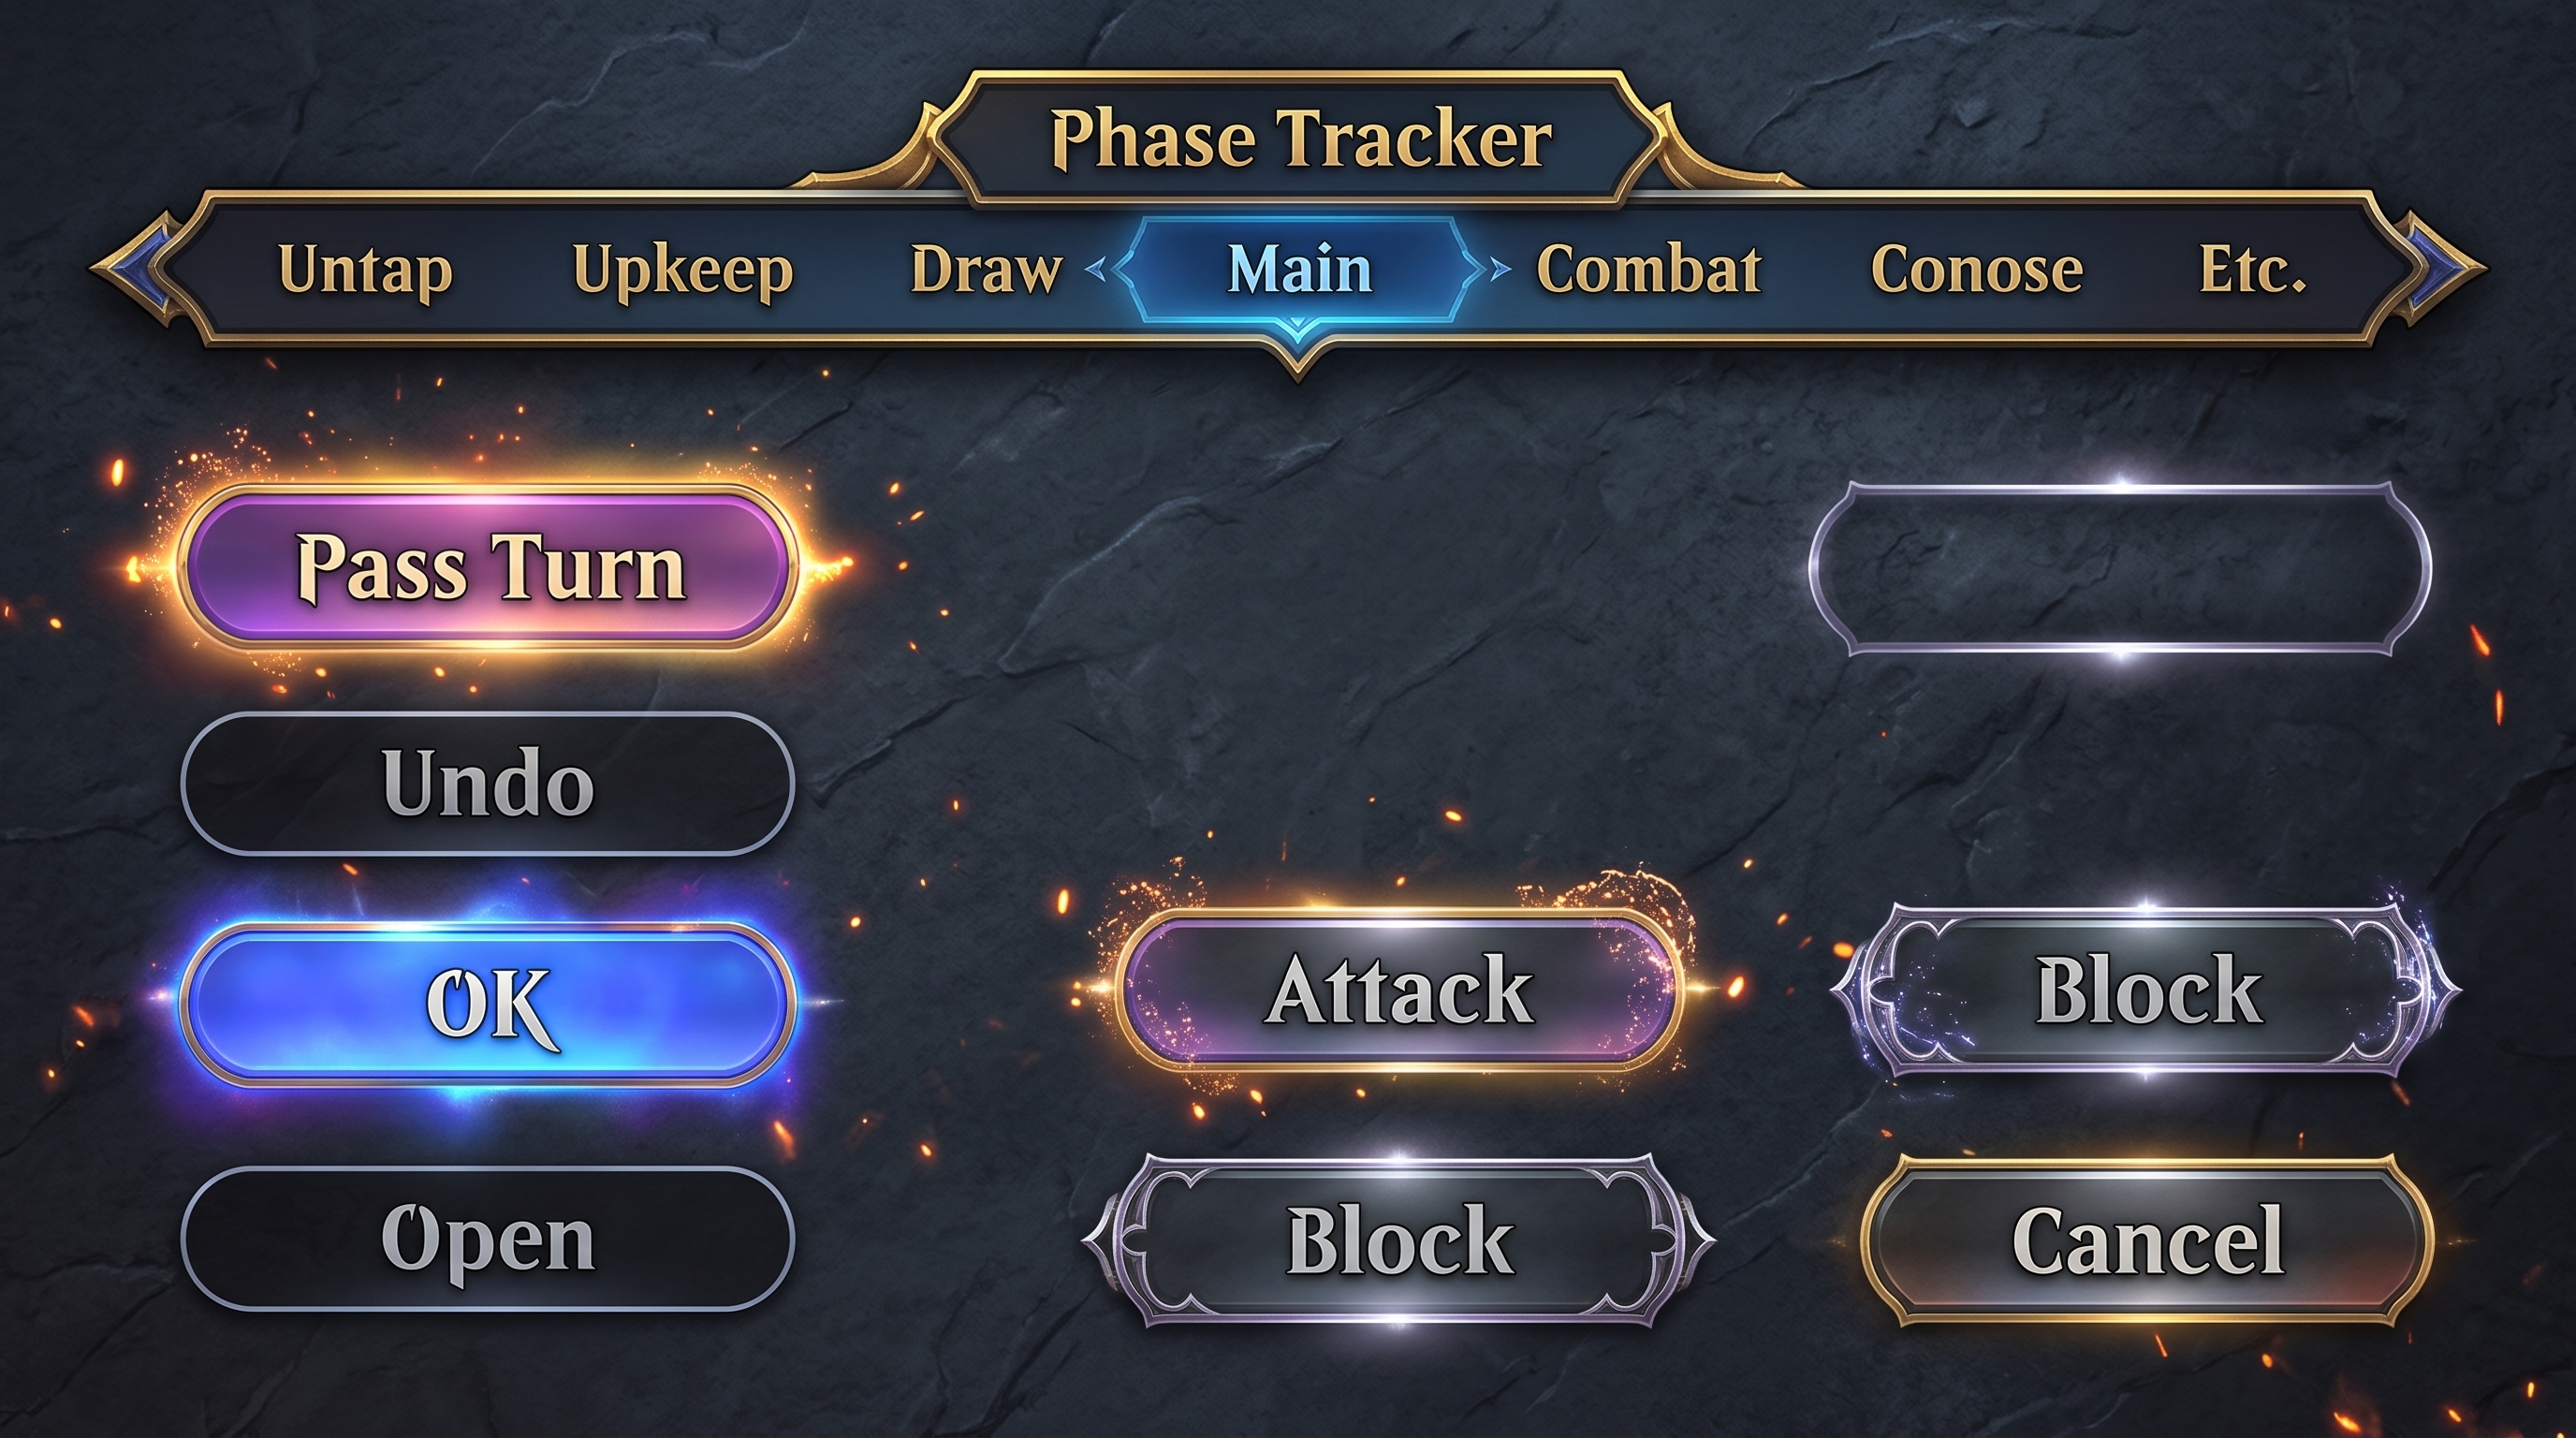 Phase Tracker
Untap Upkeep Draw Main Combat Conose Etc.
Pass Turn
Undo
OK
Attack Block
Open Block Cancel